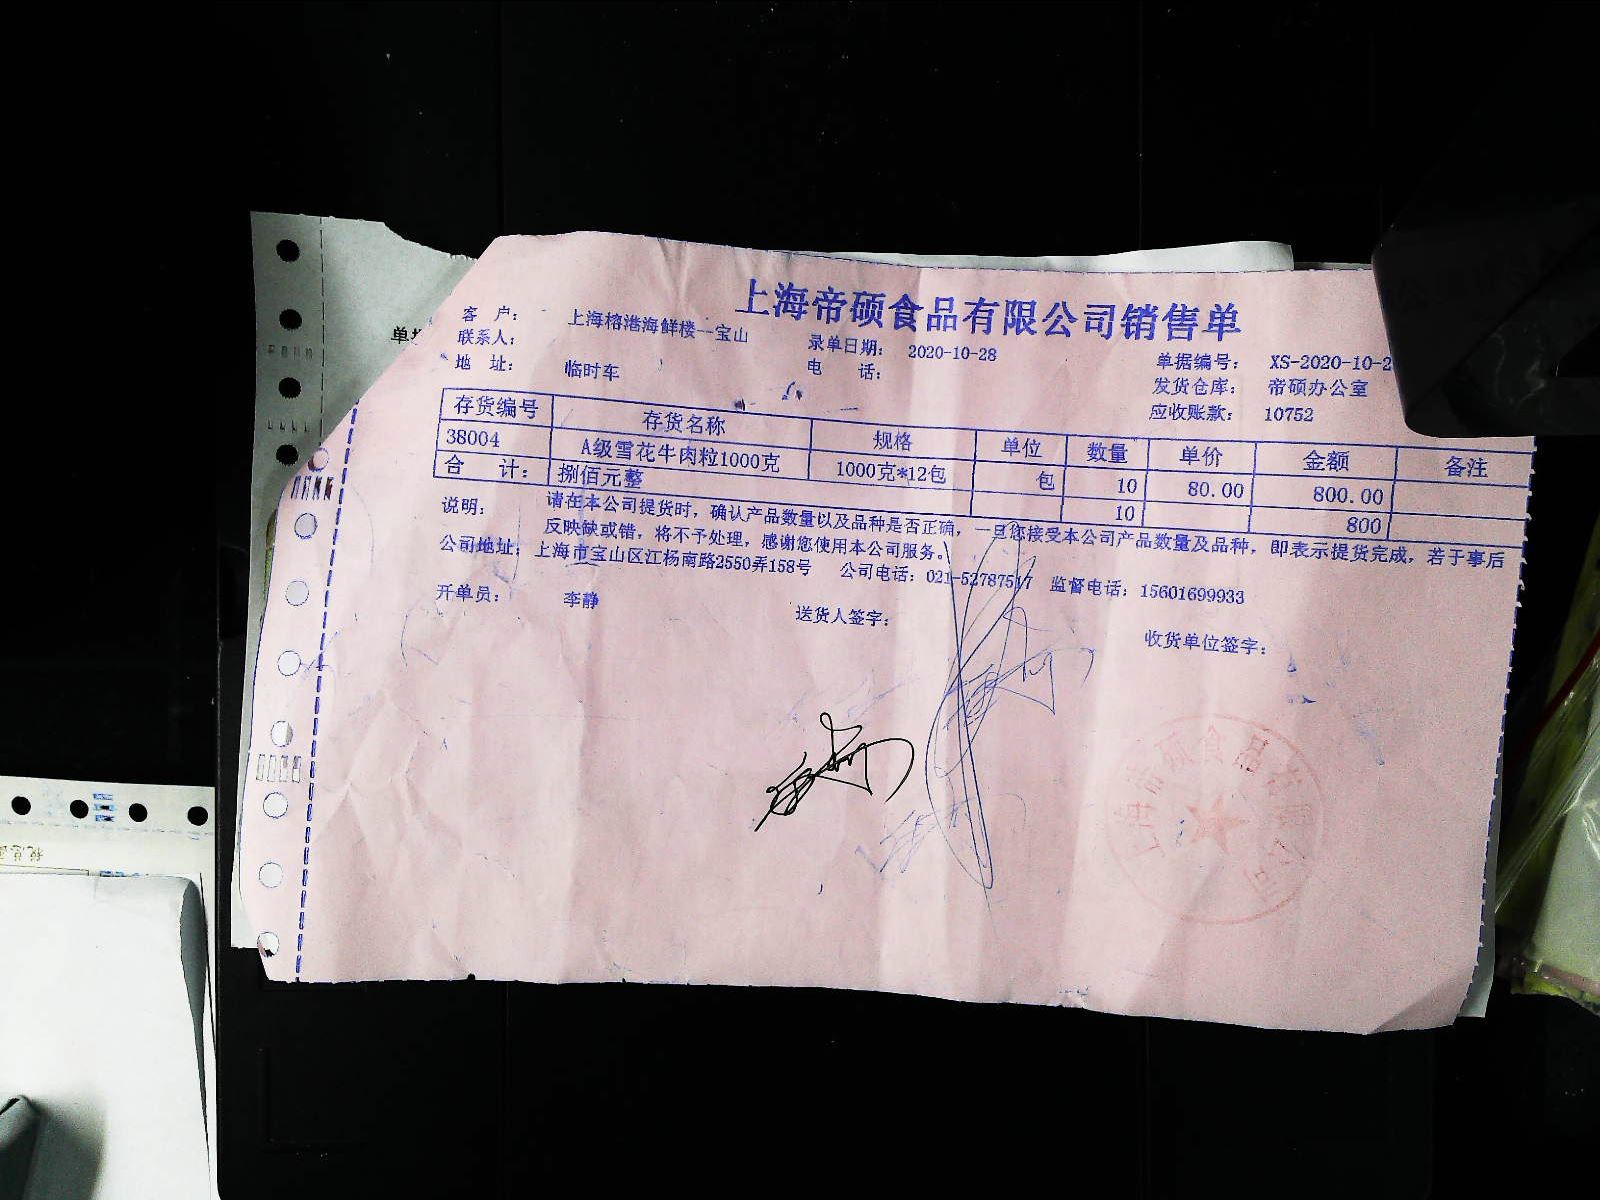 上海帝硕食品有限公司销售单
客 户： 上海榕港海鲜楼--宝山
联系人： 录单日期： 2020-10-28 单据编号： XS-2020-10-2
地 址： 临时车 电 话： 发货仓库： 帝硕办公室
应收账款： 10752
存货编号 存货名称 规格 单位 数量 单价 金额 备注
38004 A级雪花牛肉粒1000克 1000克*12包 包 10 80.00 800.00
合 计： 捌佰元整 10 800
说明： 请在本公司提货时，确认产品数量以及品种是否正确，一旦您接受本公司产品数量及品种，即表示提货完成，若于事后
反映缺或错，将不予处理，感谢您使用本公司服务。
公司地址： 上海市宝山区江杨南路2550弄158号 公司电话：021-52787517 监督电话：15601699933
开单员： 李静 送货人签字： 收货单位签字：
单